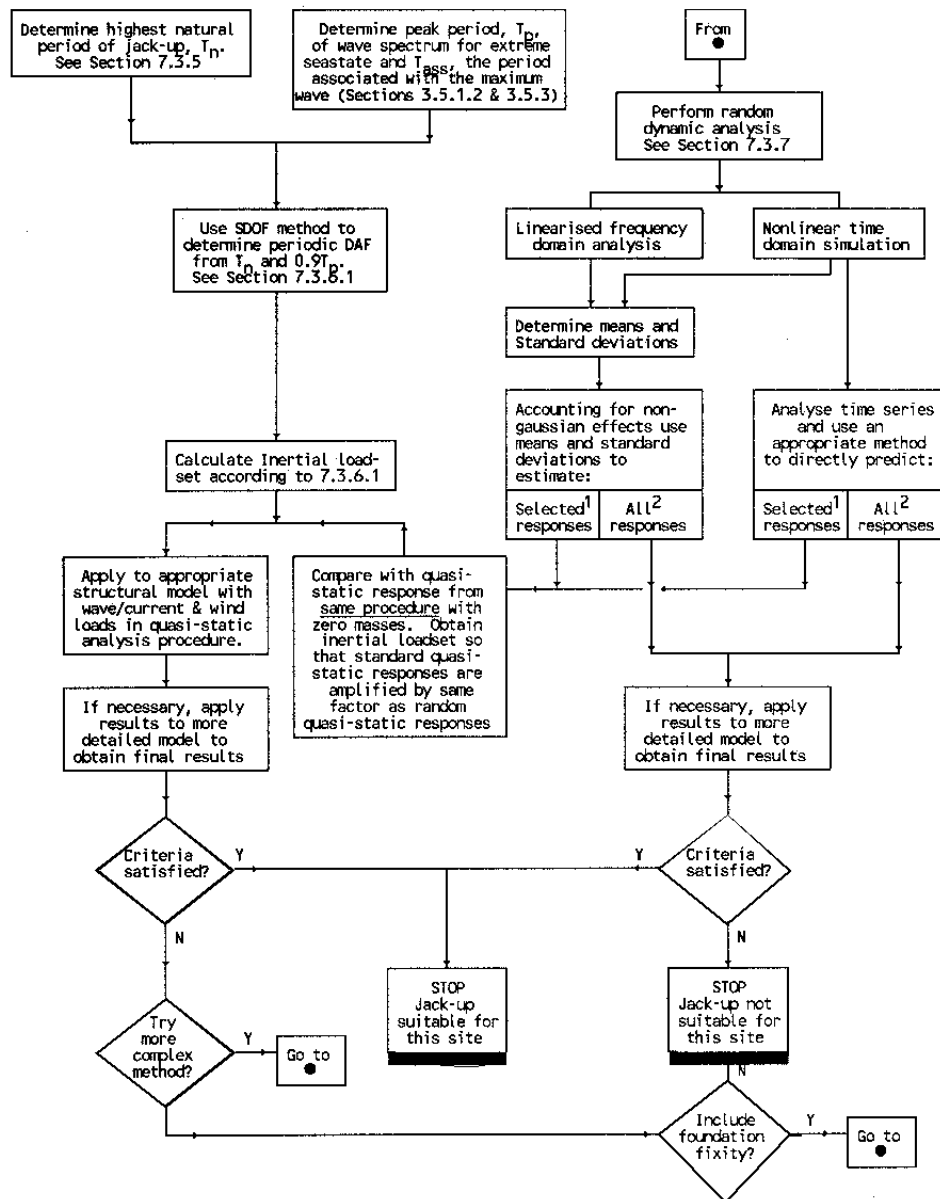 Determine highest natural
period of jack-up, Tn.
See Section 7.3.5
Determine peak period, Tp,
of wave spectrum for extreme
seastate and Tass, the period
associated with the maximum
wave (Sections 3.5.1.2 & 3.5.3)
From
Perform random
dynamic analysis
See Section 7.3.7
Use SDOF method to
determine periodic DAF
from Tn and 0.9Tp.
See Section 7.3.6.1
Linearised frequency
domain analysis
Nonlinear time
domain simulation
Determine means and
Standard deviations
Calculate Inertial load-
set according to 7.3.6.1
Accounting for non-
gaussian effects use
means and standard
deviations to
estimate:
Selected1
responses
All2
responses
Analyse time series
and use an
appropriate method
to directly predict:
Selected1
responses
All2
responses
Apply to appropriate
structural model with
wave/current & wind
loads in quasi-static
analysis procedure.
Compare with quasi-
static response from
same procedure with
zero masses. Obtain
inertial loadset so
that standard quasi-
static responses are
amplified by same
factor as random
quasi-static responses
If necessary, apply
results to more
detailed model to
obtain final results
If necessary, apply
results to more
detailed model to
obtain final results
Criteria
satisfied?
Y
N
Y
Criteria
satisfied?
N
STOP
Jack-up
suitable for
this site
STOP
Jack-up not
suitable for
this site
Try
more
complex
method?
Y
Go to
N
Include
foundation
fixity?
Y
Go to